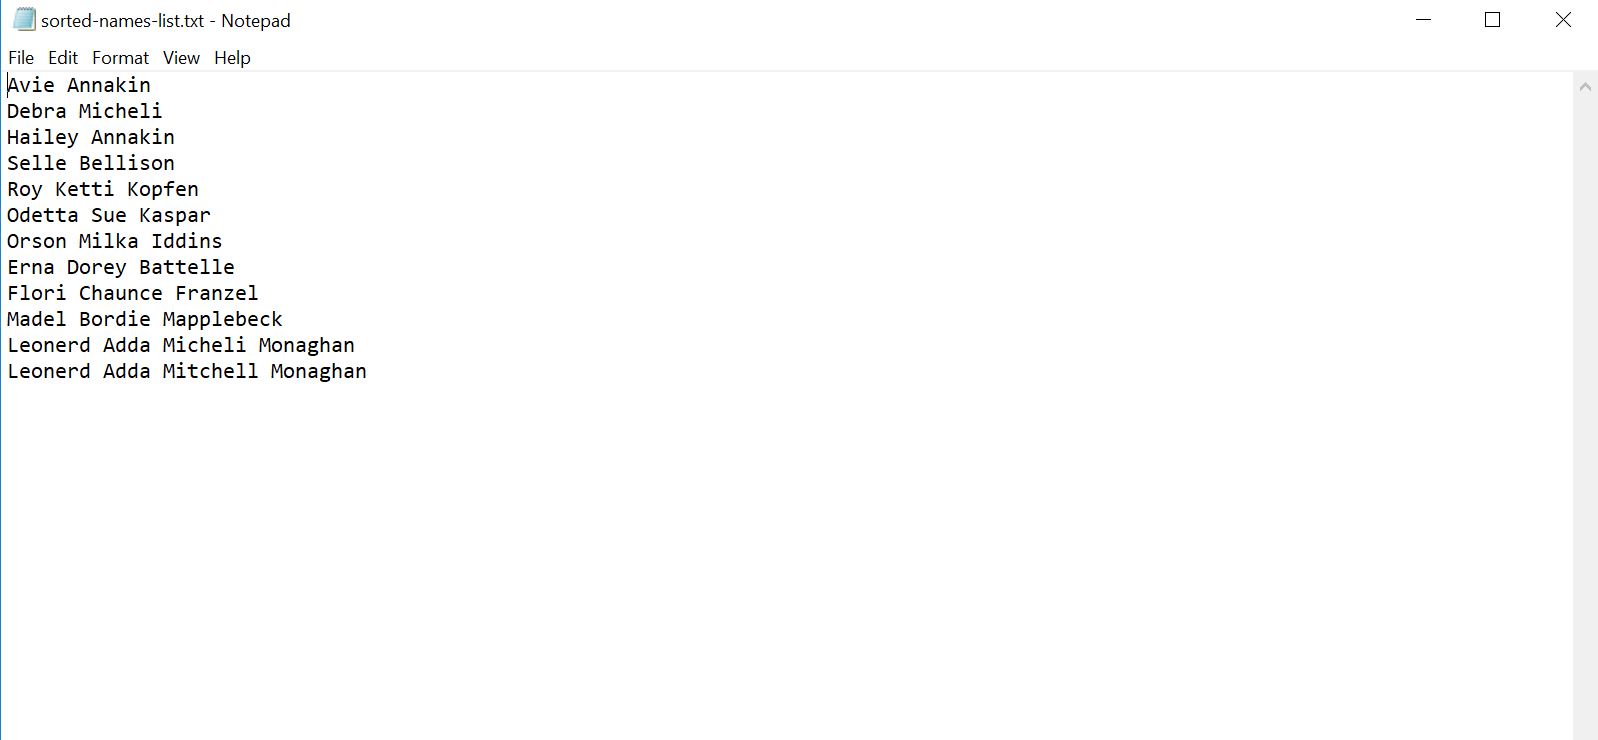 sorted-names-list.txt - Notepad
File Edit Format View Help
Avie Annakin
Debra Micheli
Hailey Annakin
Selle Bellison
Roy Ketti Kopfen
Odetta Sue Kaspar
Orson Milka Iddins
Erna Dorey Battelle
Flori Chaunce Franzel
Madel Bordie Mapplebeck
Leonerd Adda Micheli Monaghan
Leonerd Adda Mitchell Monaghan